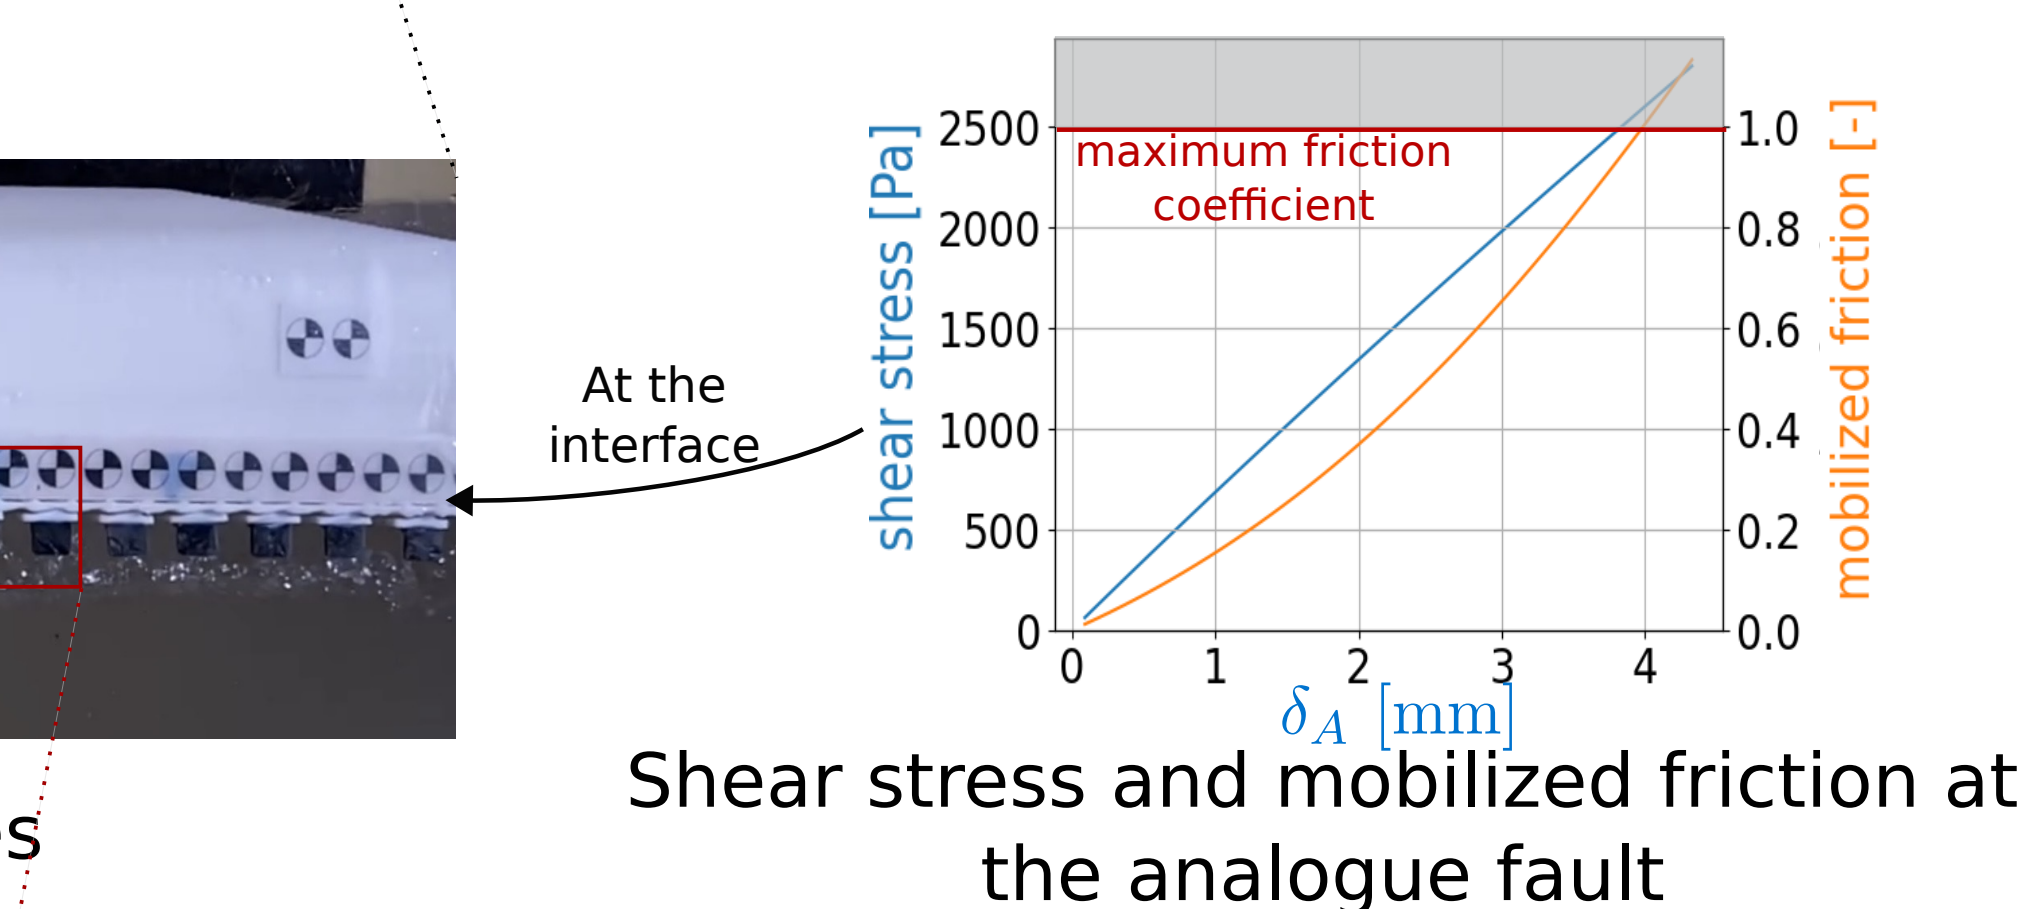 maximum friction
coefficient
shear stress [Pa]
2500
2000
1500
1000
500
0
1.0
0.8
0.6
0.4
0.2
0.0
mobilized friction [-]
0 1 2 3 4
δ_A [mm]
At the
interface
Shear stress and mobilized friction at
the analogue fault